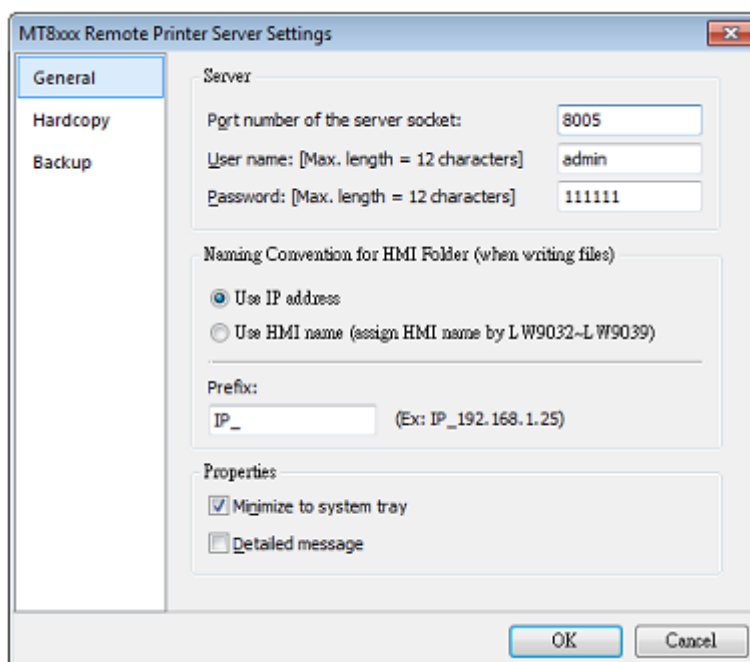 MT8xxx Remote Printer Server Settings
General
Hardcopy
Backup
Server
Port number of the server socket:
8005
User name: [Max. length = 12 characters]
admin
Password: [Max. length = 12 characters]
111111
Naming Convention for HMI Folder (when writing files)
Use IP address
Use HMI name (assign HMI name by LW9032~LW9039)
Prefix:
IP_
(Ex: IP_192.168.1.25)
Properties
Minimize to system tray
Detailed message
OK
Cancel